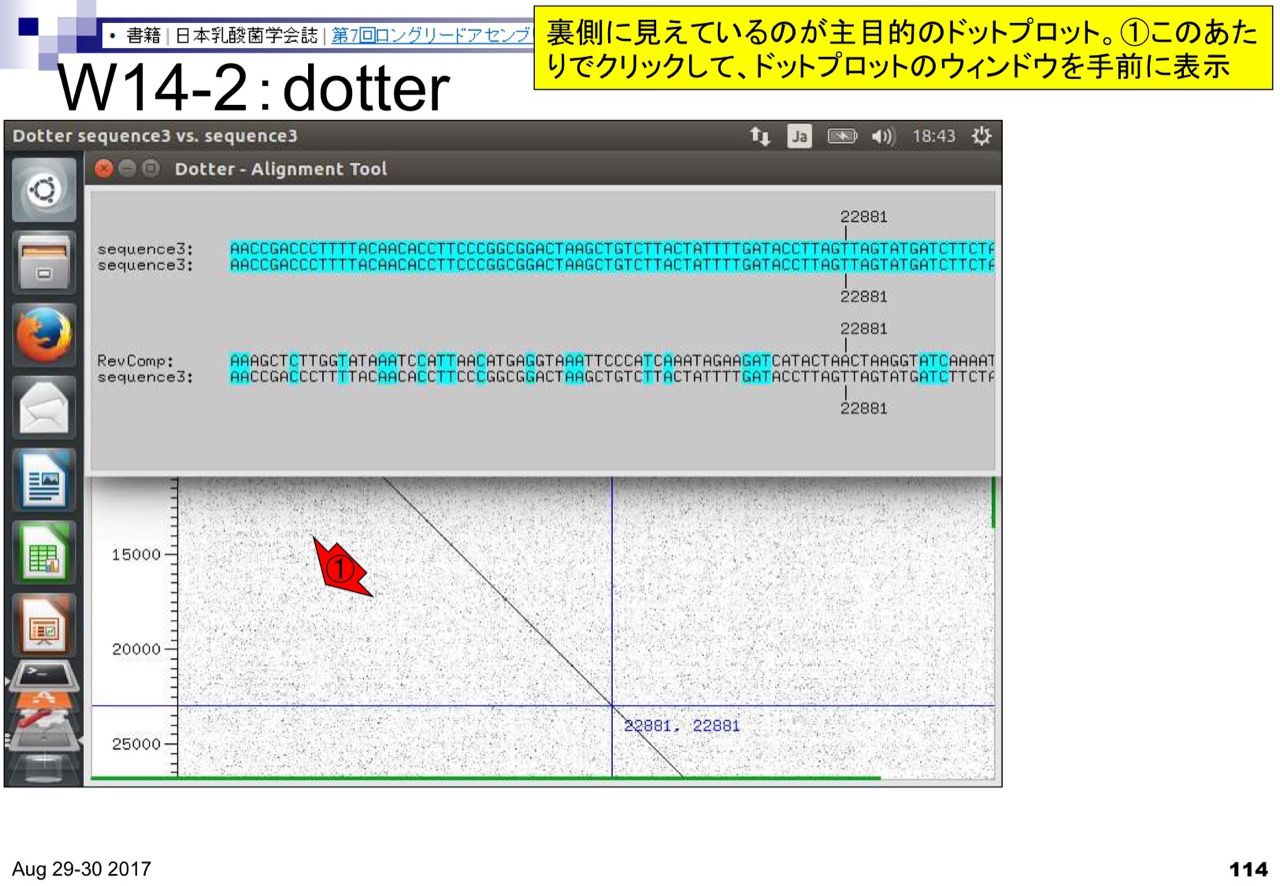 • 書籍 | 日本乳酸菌学会誌 | 第7回ロングリードアセンブ
裏側に見えているのが主目的のドットプロット。①このあた
りでクリックして、ドットプロットのウィンドウを手前に表示
W14-2：dotter
Dotter sequence3 vs. sequence3
Ja
18:43
Dotter - Alignment Tool
22881
sequence3: AACCGACCCTTTTACAACACCTTCCCGGCGGACTAAGCTGTCTTACTATTTTGATACCTTAGTTAGTATGATCTTCTA
sequence3: AACCGACCCTTTTACAACACCTTCCCGGCGGACTAAGCTGTCTTACTATTTTGATACCTTAGTTAGTATGATCTTCTA
22881
22881
RevComp: AAAGCTCTTGGTATAAATCCATTAACATGAGGTAAATTCCCATCAAATAGAAGATCATACTAACTAAGGTATCAAAAT
sequence3: AACCGACCCTTTTACAACACCTTCCCGGCGGACTAAGCTGTCTTACTATTTTGATACCTTAGTTAGTATGATCTTCTA
22881
①
15000
20000
22881, 22881
25000
Aug 29-30 2017
114